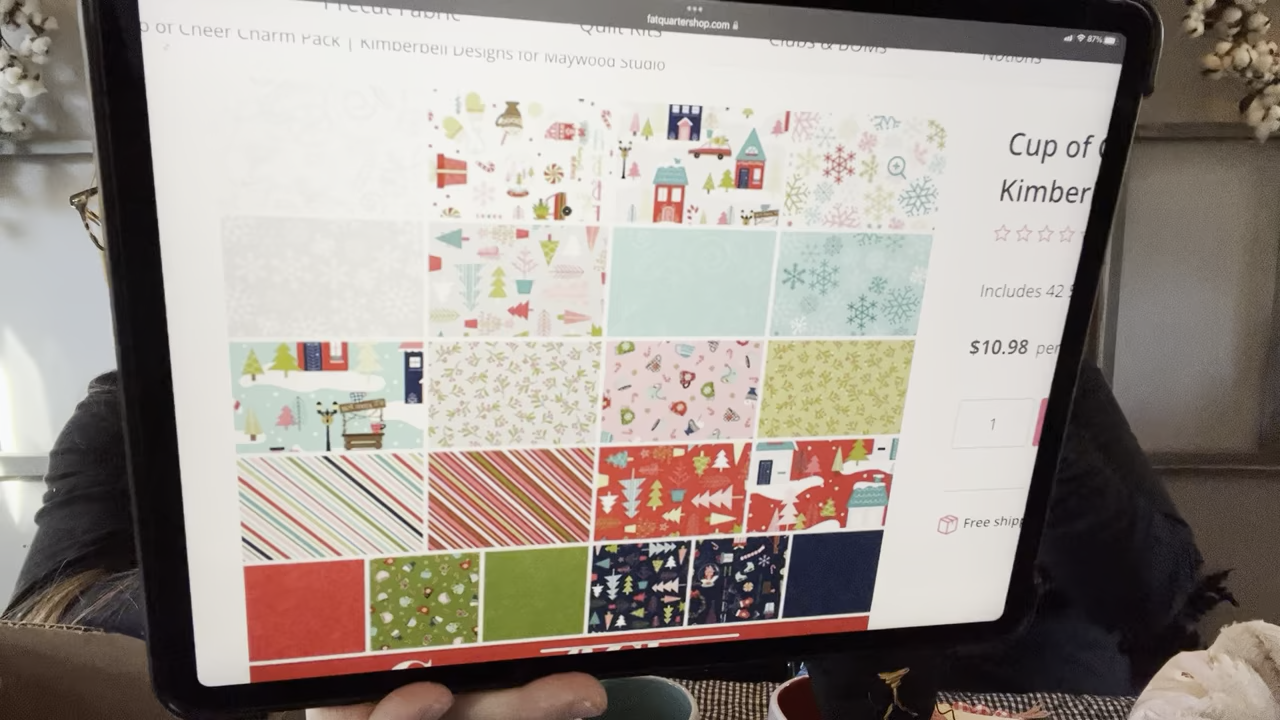 fatquartershop.com
87%
Precut Fabric
Quilt Kits
Clubs & BOMs
Notions
p of Cheer Charm Pack | Kimberbell Designs for Maywood Studio
Cup of
Kimber
Includes 42
$10.98 per
1
Free shipp